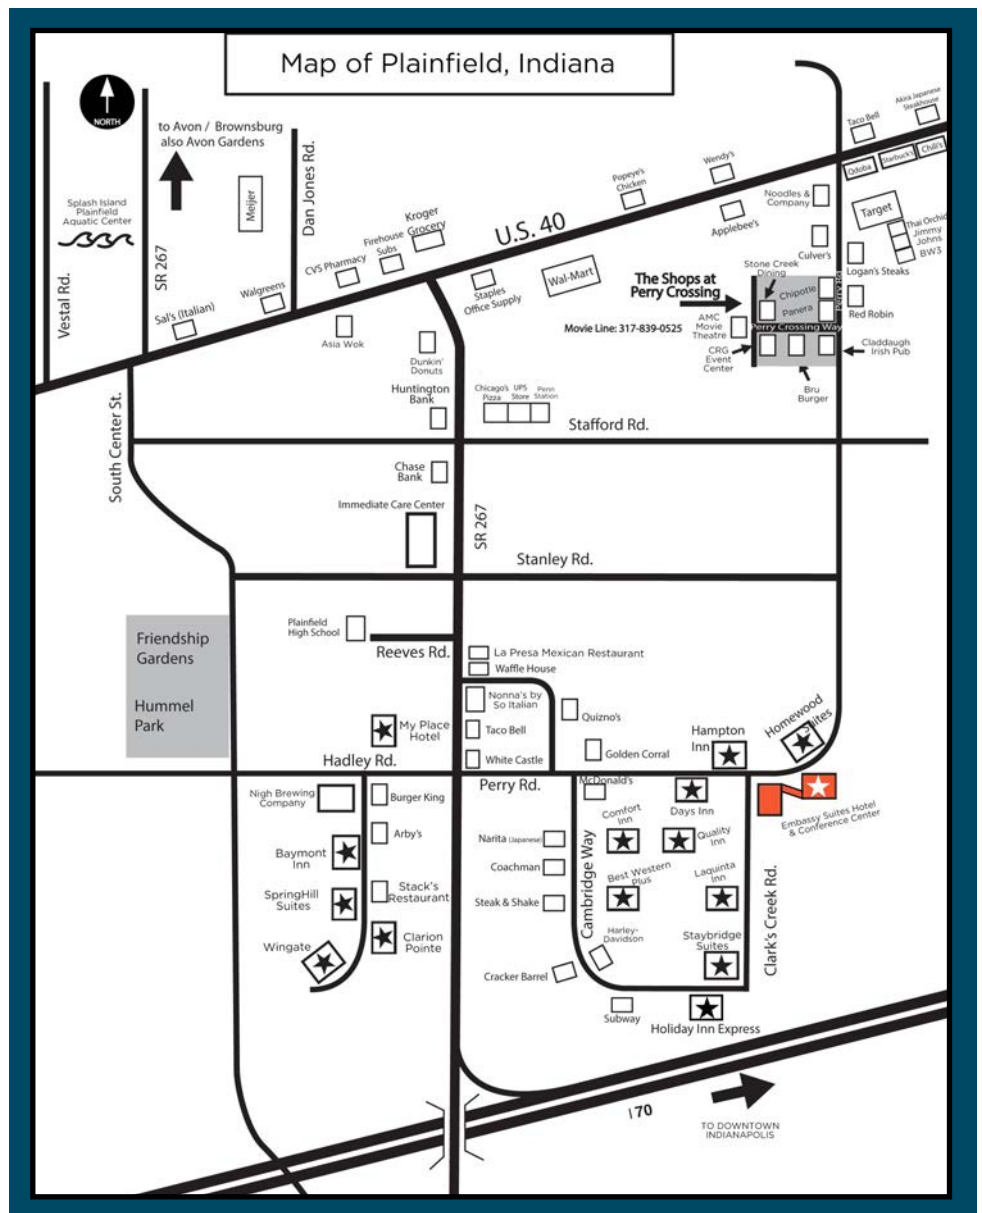 Map of Plainfield, Indiana
NORTH
to Avon / Brownsburg
also Avon Gardens
Splash Island
Plainfield
Aquatic Center
Vestal Rd.
SR 267
Meijer
Dan Jones Rd.
Sal's (Italian)
Walgreens
CVS Pharmacy
Firehouse
Subs
Kroger
Grocery
U.S. 40
Popeye's
Chicken
Wendy's
Taco Bell
Akira Japanese
Steakhouse
Qdoba
Starbuck's
Chili's
Noodles &
Company
Target
Applebee's
Culver's
Thai Orchid
Jimmy
Johns
BW3
Logan's Steaks
Red Robin
Stone Creek
Dining
Chipotle
Panera
Perry Rd.
Perry Crossing Way
The Shops at
Perry Crossing
Movie Line: 317-839-0525
AMC
Movie
Theatre
CRG
Event
Center
Claddaugh
Irish Pub
Bru
Burger
Staples
Office Supply
Wal-Mart
Asia Wok
Dunkin'
Donuts
Huntington
Bank
Chicago's
Pizza
UPS
Store
Penn
Station
Stafford Rd.
South Center St.
Chase
Bank
Immediate Care Center
SR 267
Stanley Rd.
Plainfield
High School
Reeves Rd.
La Presa Mexican Restaurant
Waffle House
Friendship
Gardens
Hummel
Park
Nonna's by
So Italian
Taco Bell
White Castle
Quizno's
Golden Corral
My Place
Hotel
Hadley Rd.
Perry Rd.
Hampton
Inn
Homewood
Suites
Embassy Suites Hotel
& Conference Center
Nigh Brewing
Company
Burger King
Arby's
Baymont
Inn
SpringHill
Suites
Stack's
Restaurant
Wingate
Clarion
Pointe
McDonald's
Comfort
Inn
Days Inn
Quality
Inn
Narita (Japanese)
Coachman
Steak & Shake
Cambridge Way
Best Western
Plus
Laquinta
Inn
Clark's Creek Rd.
Harley-
Davidson
Staybridge
Suites
Cracker Barrel
Subway
Holiday Inn Express
I 70
TO DOWNTOWN
INDIANAPOLIS